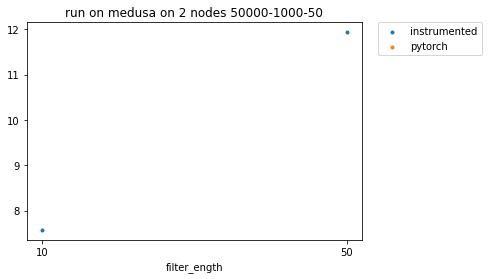 run on medusa on 2 nodes 50000-1000-50
instrumented
pytorch
12
11
10
9
8
10
50
filter_ength